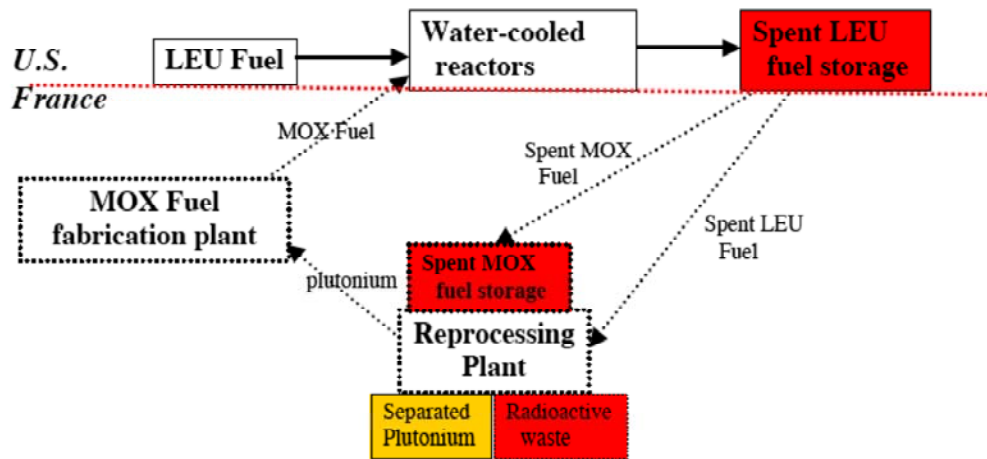 U.S.
France
LEU Fuel
Water-cooled
reactors
Spent LEU
fuel storage
MOX Fuel
Spent MOX
Fuel
Spent LEU
Fuel
MOX Fuel
fabrication plant
plutonium
Spent MOX
fuel storage
Reprocessing
Plant
Separated
Plutonium
Radioactive
waste